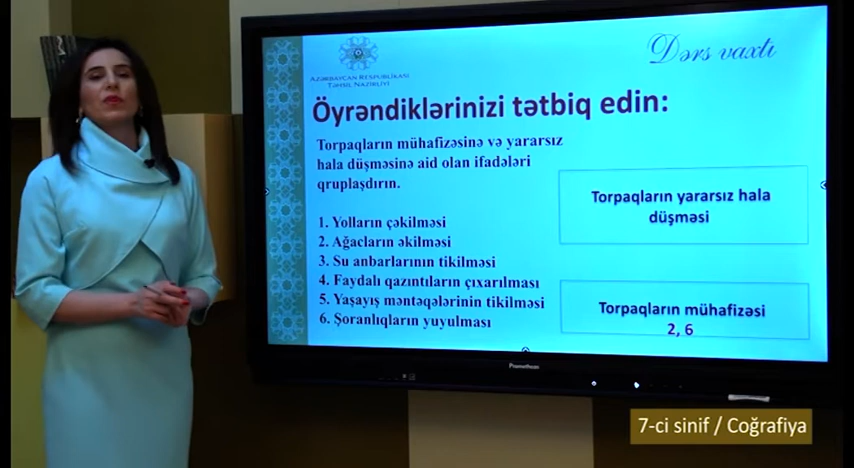 Dərs vaxtı
AZƏRBAYCAN RESPUBLİKASI
TƏHSİL NAZİRLİYİ
Öyrəndiklərinizi tətbiq edin:
Torpaqların mühafizəsinə və yararsız
hala düşməsinə aid olan ifadələri
qruplaşdırın.
1. Yolların çəkilməsi
2. Ağacların əkilməsi
3. Su anbarlarının tikilməsi
4. Faydalı qazıntıların çıxarılması
5. Yaşayış məntəqələrinin tikilməsi
6. Şoranlıqların yuyulması
Torpaqların yararsız hala
düşməsi
Torpaqların mühafizəsi
2, 6
Promethean
7-ci sinif / Coğrafiya